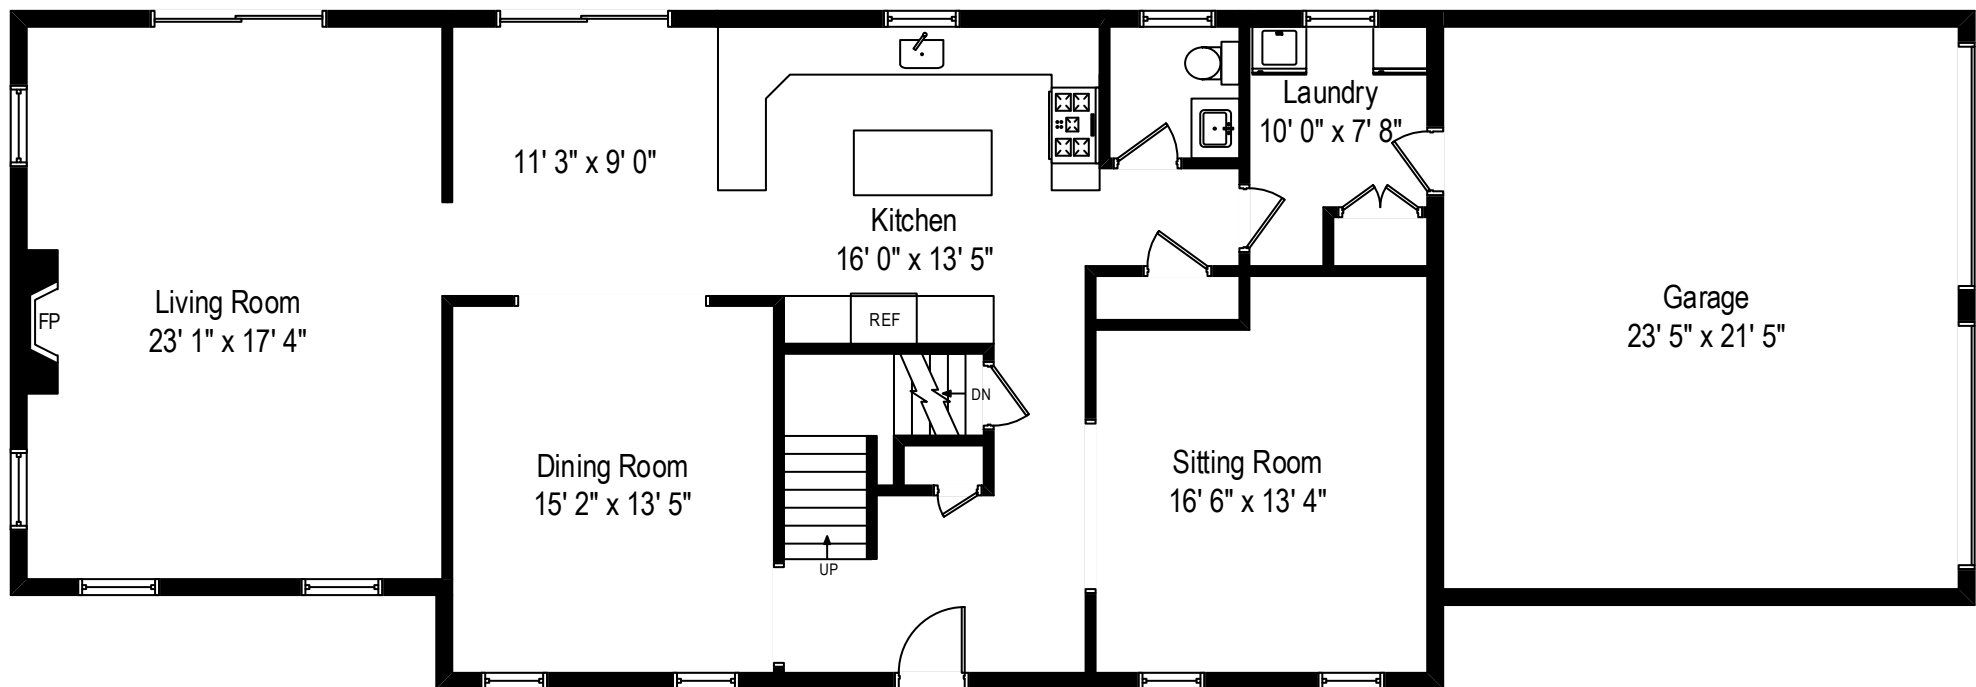 Laundry
10' 0" x 7' 8"
11' 3" x 9' 0"
Kitchen
16' 0" x 13' 5"
Living Room
23' 1" x 17' 4"
FP
REF
Garage
23' 5" x 21' 5"
DN
Dining Room
15' 2" x 13' 5"
Sitting Room
16' 6" x 13' 4"
UP